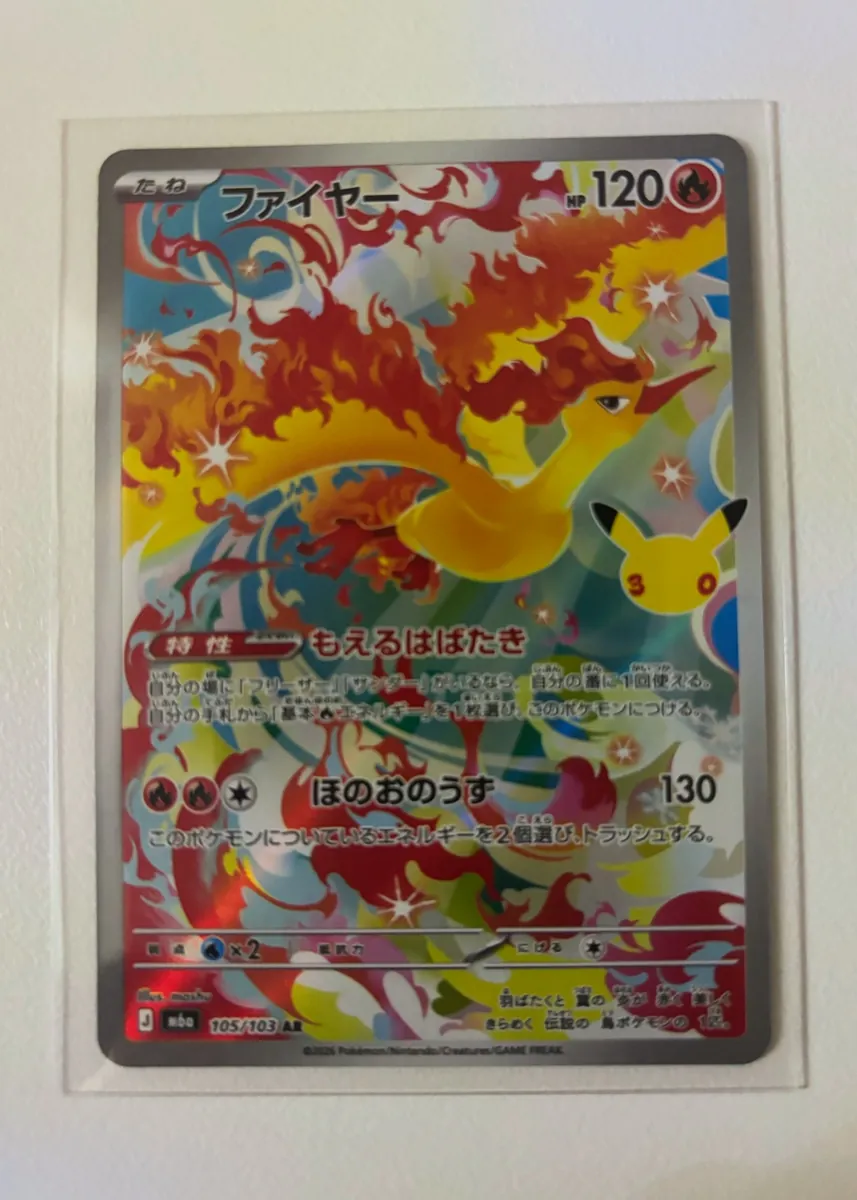 たね ファイヤー HP 120
30
特性 もえるはばたき
自分の場に「フリーザー」「サンダー」がいるなら、自分の番に1回使える。
自分の手札から「基本エネルギー」を1枚選び、このポケモンにつける。
ほのおのうず 130
このポケモンについているエネルギーを2個選び、トラッシュする。
弱点 ×2 抵抗力 にげる
Illus. mashu
羽ばたくと 翼の 炎が 赤く 美しく
J 105/103 AR
きらめく 伝説の 鳥ポケモンの 1匹。
©2026 Pokémon/Nintendo/Creatures/GAME FREAK